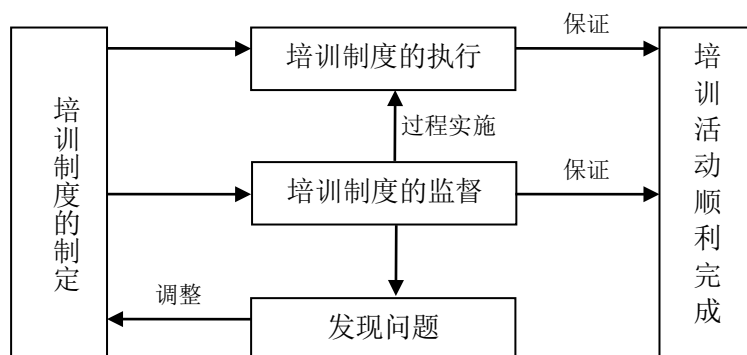 培训制度的制定
培训制度的执行
保证
过程实施
培训制度的监督
保证
调整
发现问题
培训活动顺利完成